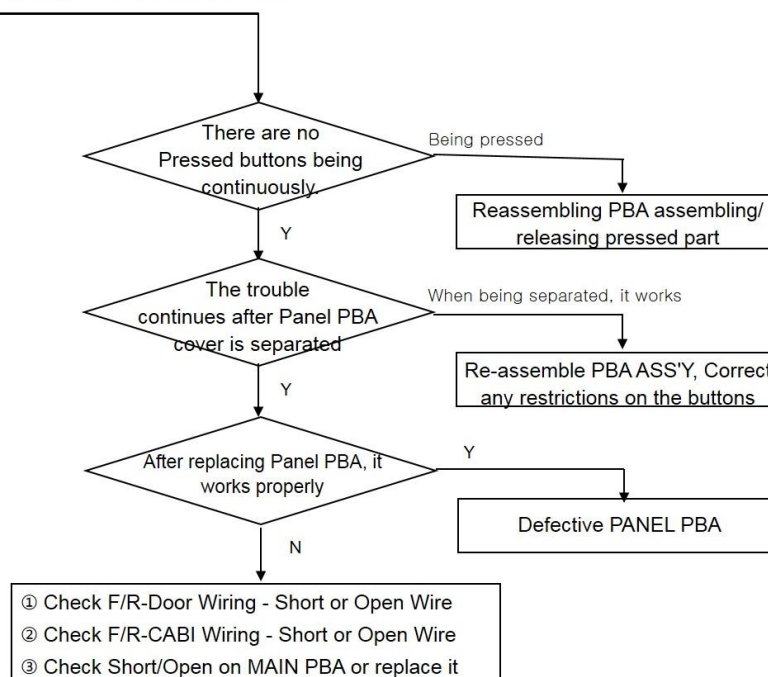 There are no
Pressed buttons being
continuously.
Being pressed
Reassembling PBA assembling/
releasing pressed part
Y
The trouble
continues after Panel PBA
cover is separated
When being separated, it works
Re-assemble PBA ASS'Y, Correct
any restrictions on the buttons
Y
After replacing Panel PBA, it
works properly
Y
Defective PANEL PBA
N
① Check F/R-Door Wiring - Short or Open Wire
② Check F/R-CABI Wiring - Short or Open Wire
③ Check Short/Open on MAIN PBA or replace it